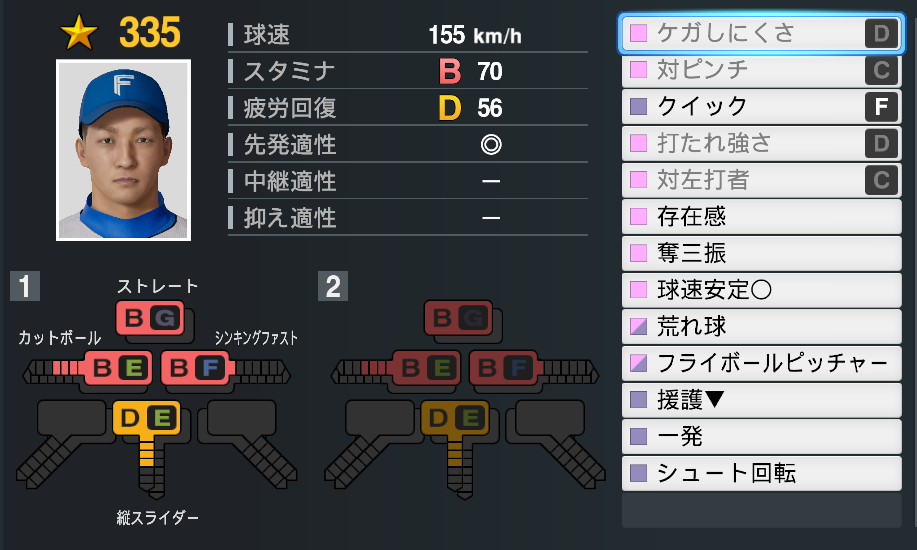 335
球速 155 km/h
スタミナ B 70
疲労回復 D 56
先発適性 ◎
中継適性 ー
抑え適性 ー
F
1
ストレート
B G
カットボール
シンキングファスト
B E
B F
D E
縦スライダー
2
B G
B E
B F
D E
ケガしにくさ D
対ピンチ C
クイック F
打たれ強さ D
対左打者 C
存在感
奪三振
球速安定〇
荒れ球
フライボールピッチャー
援護▼
一発
シュート回転